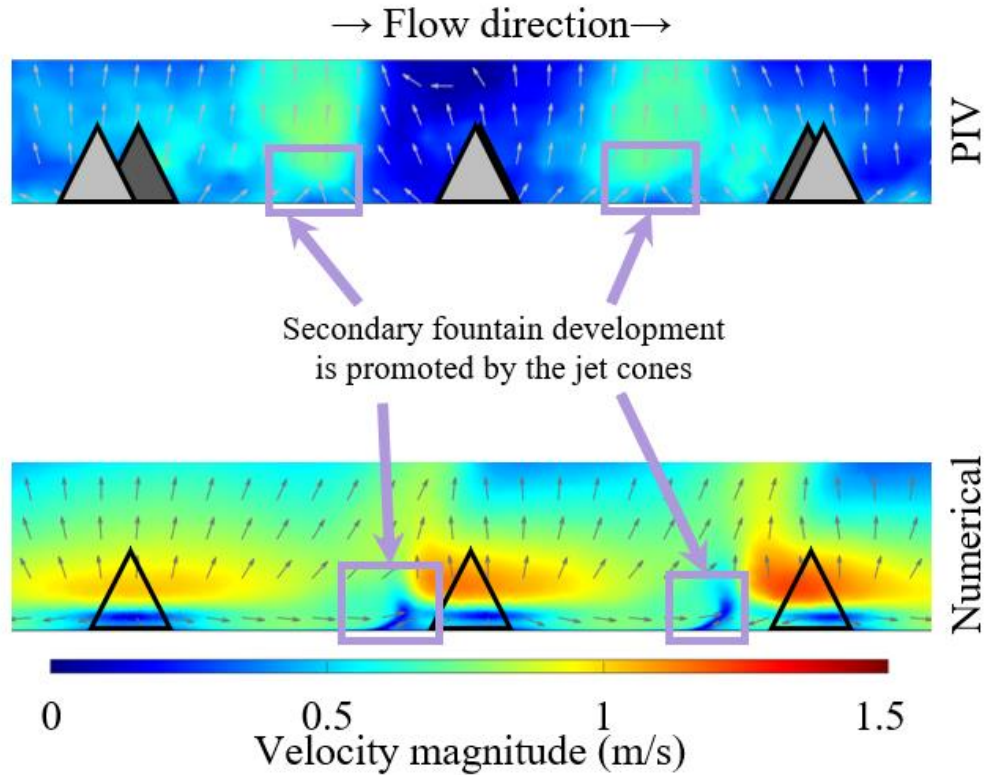 → Flow direction→
PIV
Secondary fountain development
is promoted by the jet cones
Numerical
0 0.5 1 1.5
Velocity magnitude (m/s)